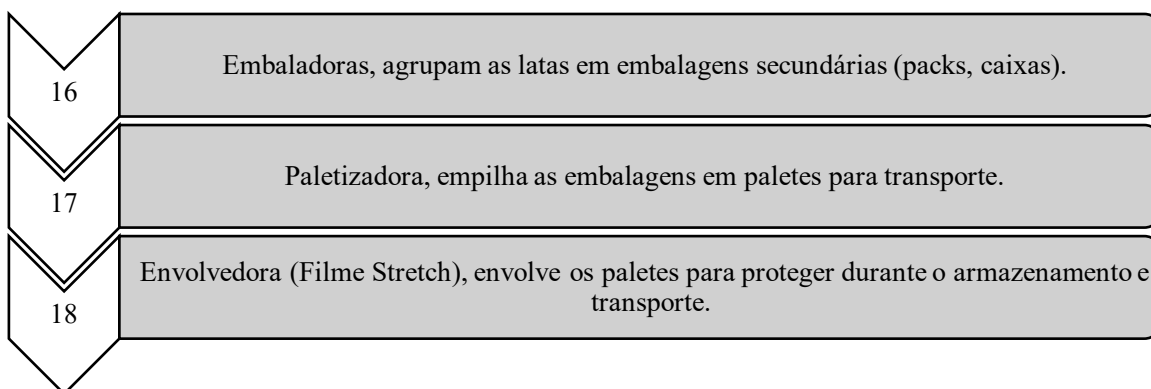 16
Embaladoras, agrupam as latas em embalagens secundárias (packs, caixas).
17
Paletizadora, empilha as embalagens em paletes para transporte.
18
Envolvedora (Filme Stretch), envolve os paletes para proteger durante o armazenamento e
transporte.